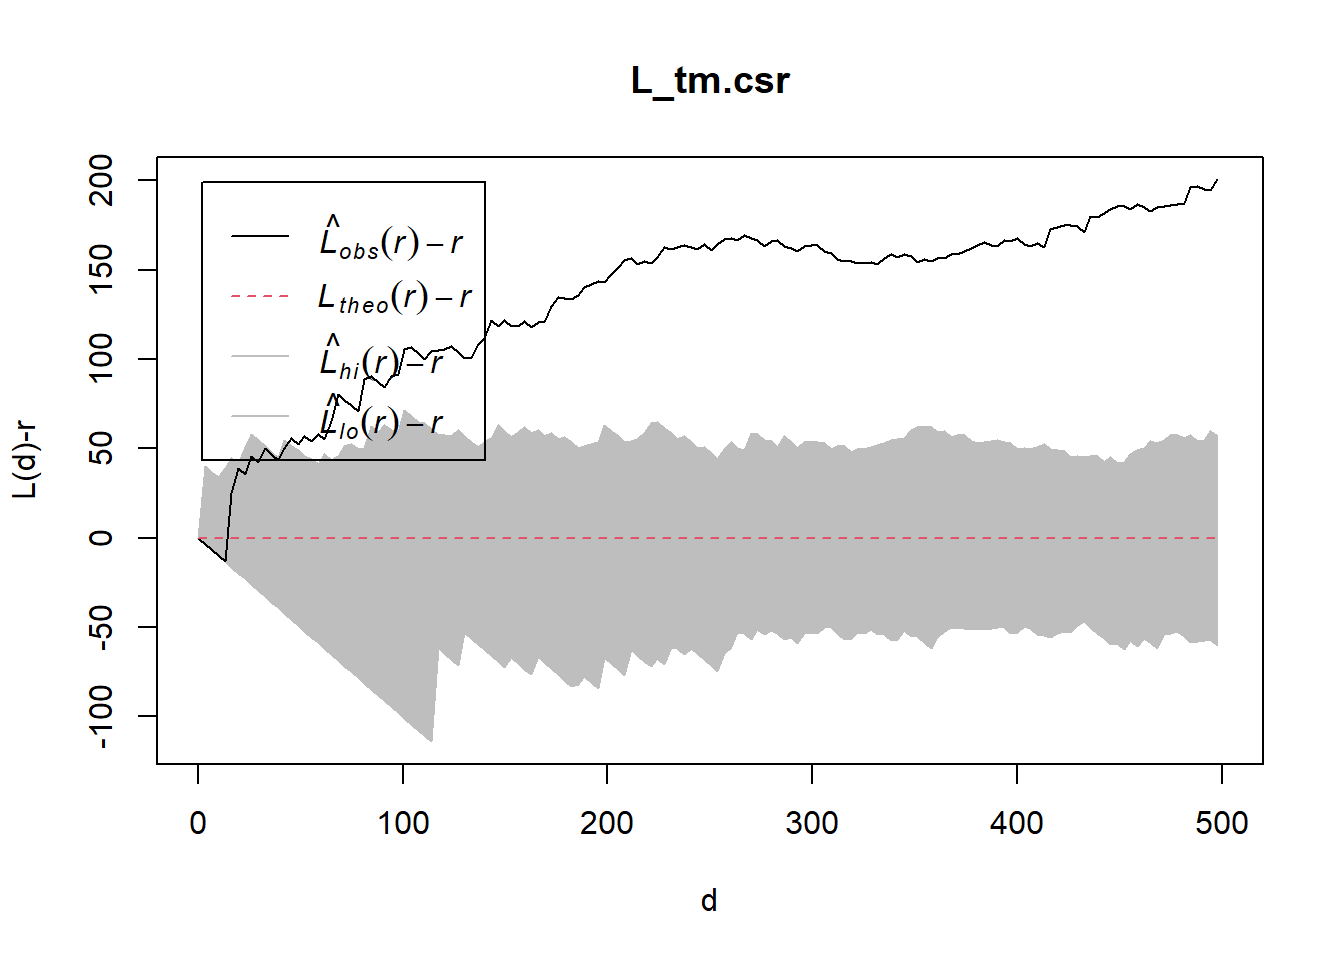 L_tm.csr
L̂obs(r) – r
Ltheo(r) – r
L̂hi(r) – r
L̂lo(r) – r
L(d)-r
200
150
100
50
0
-50
-100
0 100 200 300 400 500
d